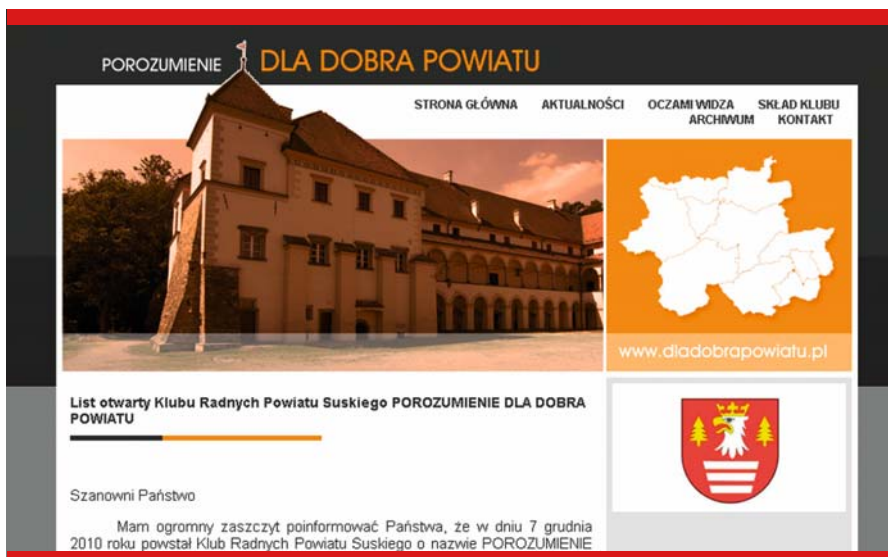 POROZUMIENIE DLA DOBRA POWIATU
STRONA GŁÓWNA AKTUALNOŚCI OCZAMI WIDZA SKŁAD KLUBU
ARCHIWUM KONTAKT
www.dladobrapowiatu.pl
List otwarty Klubu Radnych Powiatu Suskiego POROZUMIENIE DLA DOBRA
POWIATU
Szanowni Państwo
Mam ogromny zaszczyt poinformować Państwa, że w dniu 7 grudnia
2010 roku powstał Klub Radnych Powiatu Suskiego o nazwie POROZUMIENIE